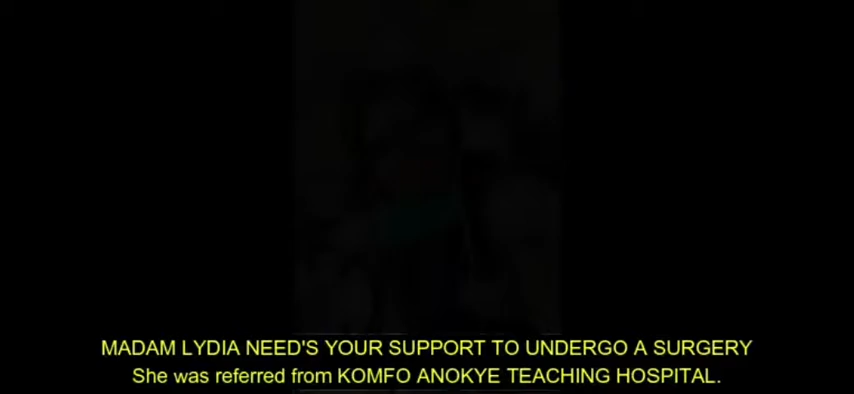 MADAM LYDIA NEED'S YOUR SUPPORT TO UNDERGO A SURGERY
She was referred from KOMFO ANOKYE TEACHING HOSPITAL.